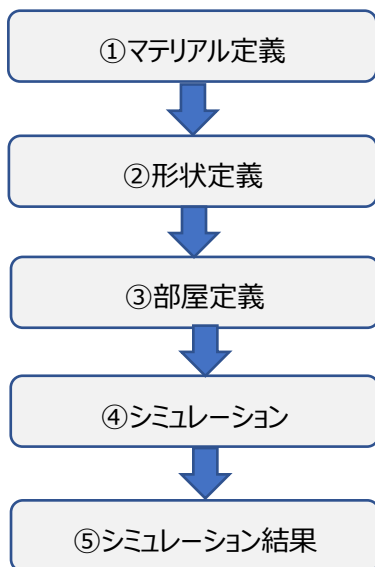 ①マテリアル定義
②形状定義
③部屋定義
④シミュレーション
⑤シミュレーション結果